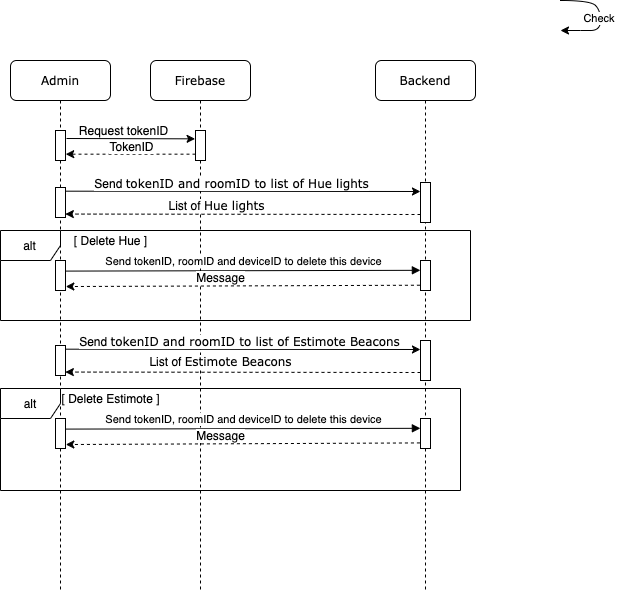 Check
Admin
Firebase
Backend
Request tokenID
TokenID
Send tokenID and roomID to list of Hue lights
List of Hue lights
alt
[ Delete Hue ]
Send tokenID, roomID and deviceID to delete this device
Message
Send tokenID and roomID to list of Estimote Beacons
List of Estimote Beacons
alt
[ Delete Estimote ]
Send tokenID, roomID and deviceID to delete this device
Message